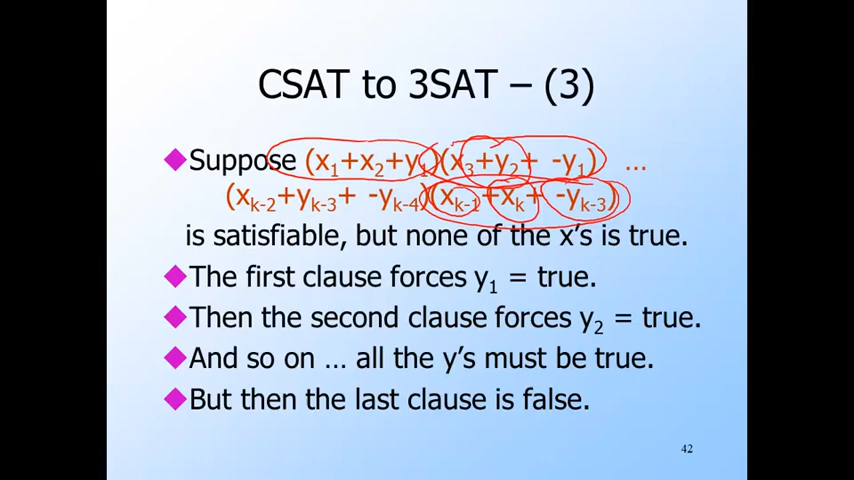 CSAT to 3SAT – (3)
◆Suppose (x₁+x₂+y₁)(x₃+y₂+ -y₁) …
(xₖ₋₂+yₖ₋₃+ -yₖ₋₄)(xₖ₋₁+xₖ+ -yₖ₋₃)
is satisfiable, but none of the x's is true.
◆The first clause forces y₁ = true.
◆Then the second clause forces y₂ = true.
◆And so on … all the y's must be true.
◆But then the last clause is false.
42